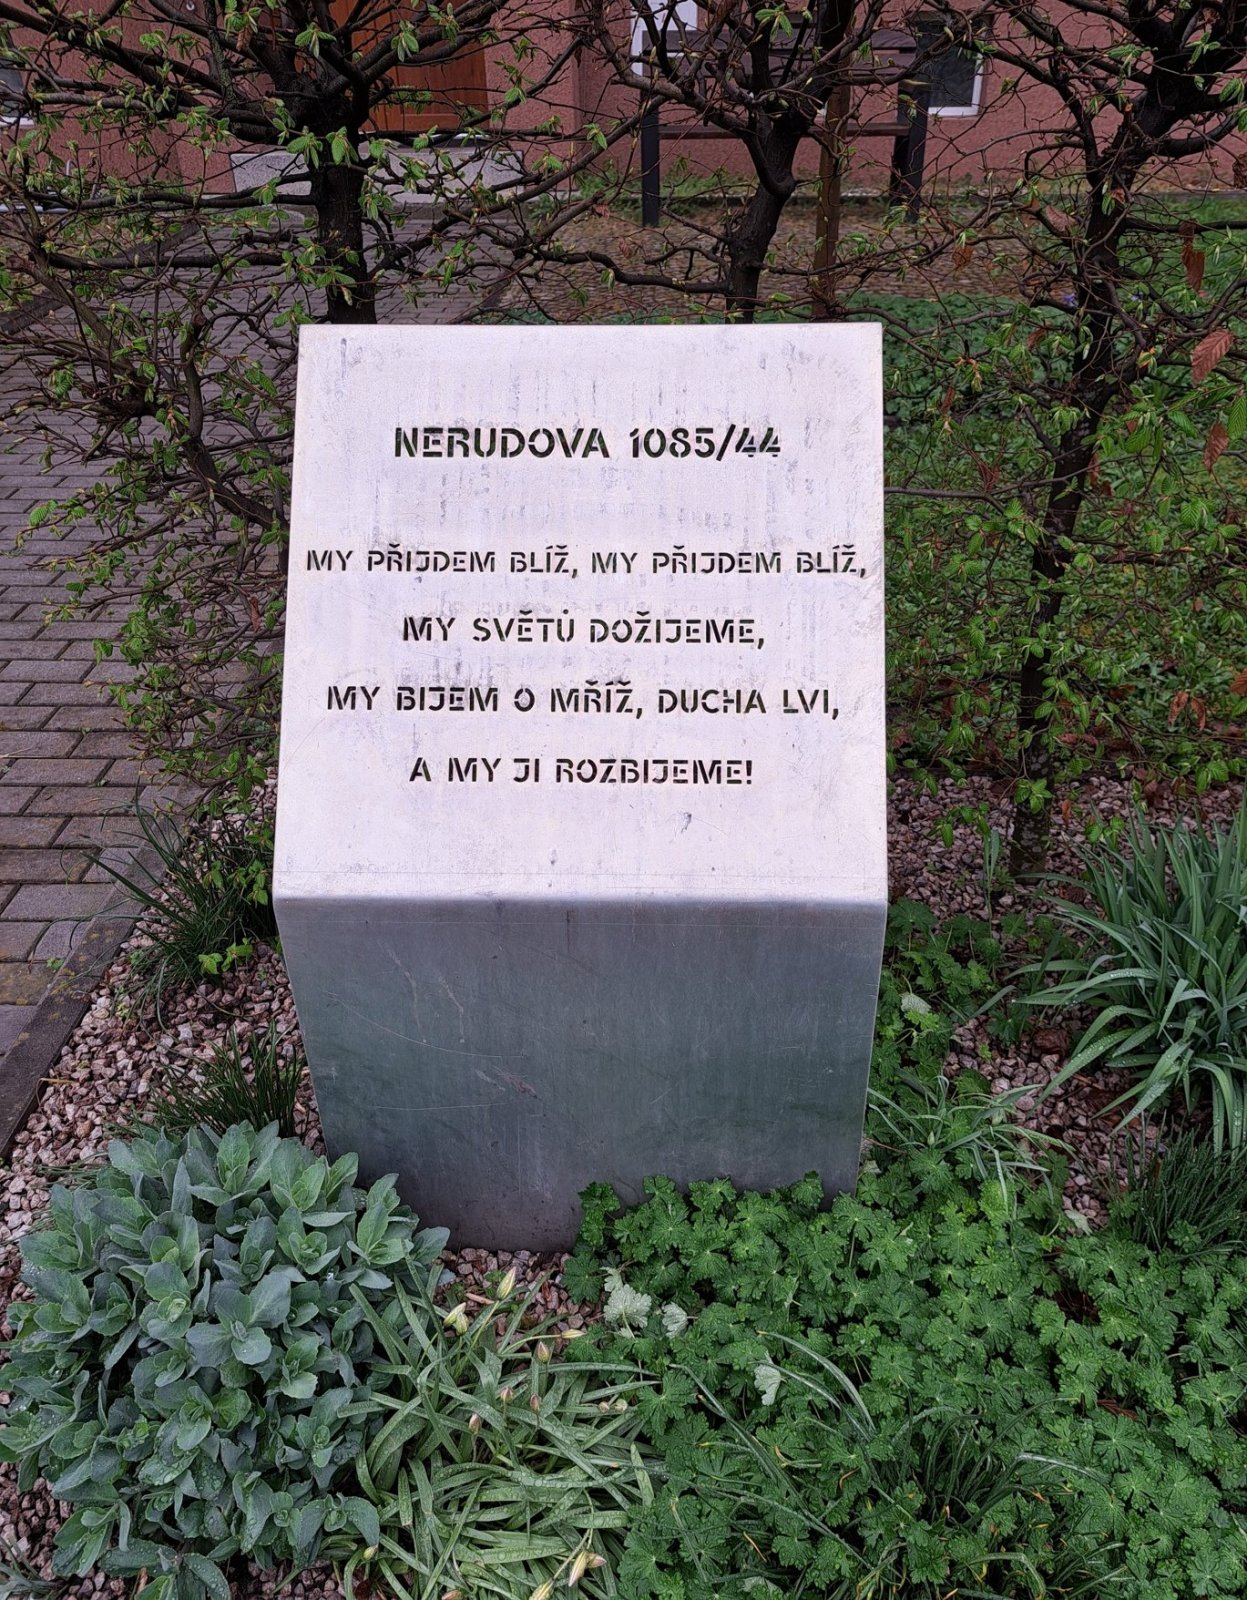 NERUDOVA 1085/44
MY PŘIJDEM BLÍŽ, MY PŘIJDEM BLÍŽ,
MY SVĚTŮ DOŽIJEME,
MY BIJEM O MŘÍŽ, DUCHA LVI,
A MY JI ROZBIJEME!